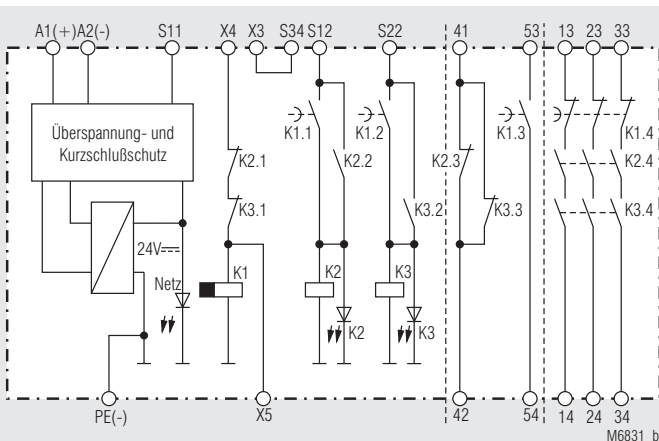 A1(+) A2(-) S11 X4 X3 S34 S12 S22 41 53 13 23 33
Überspannung- und
Kurzschlußschutz
K1.1 K1.2 K1.3 K1.4
K2.1 K2.2 K2.3 K2.4
K3.1 K3.2 K3.3 K3.4
24V
Netz K1 K2 K3
K2 K3
PE(-) X5 42 54 14 24 34
M6831_b